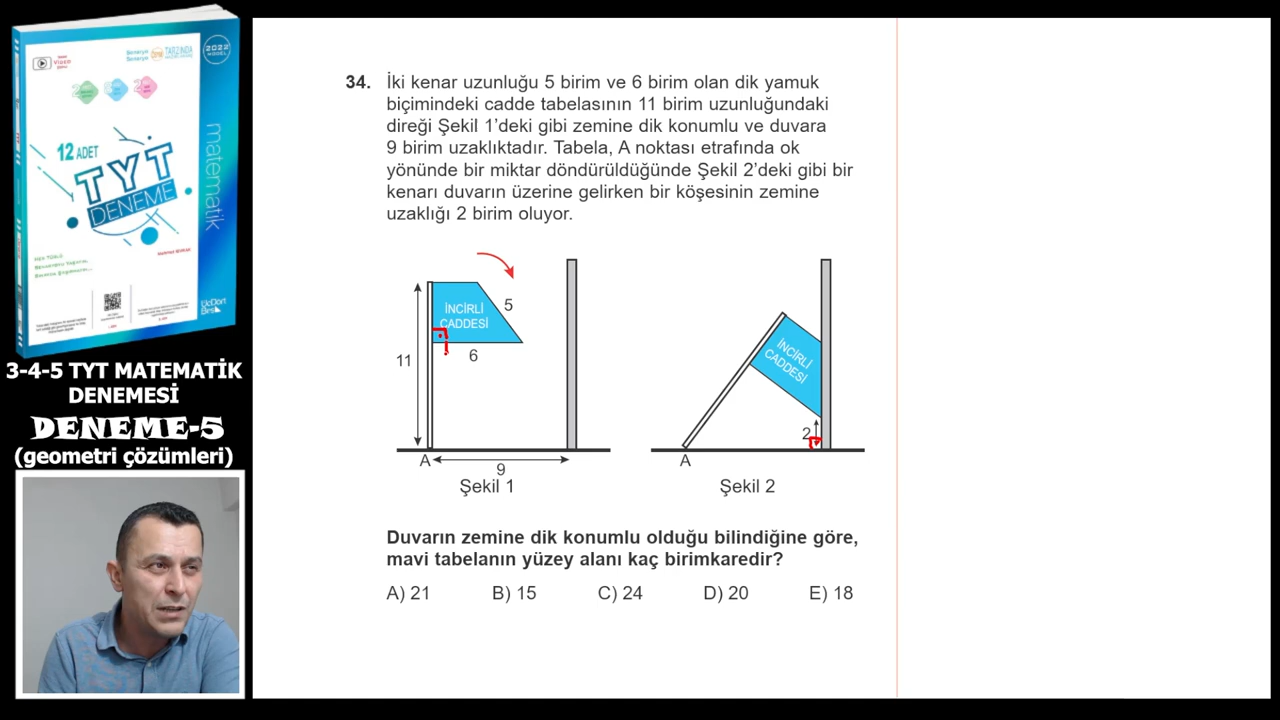 2022
MODEL
TARZINDA
12 ADET
TYT
DENEME
matematik
ÜçDört
Beş
3-4-5 TYT MATEMATİK
DENEMESİ
DENEME-5
(geometri çözümleri)
34. İki kenar uzunluğu 5 birim ve 6 birim olan dik yamuk
biçimindeki cadde tabelasının 11 birim uzunluğundaki
direği Şekil 1'deki gibi zemine dik konumlu ve duvara
9 birim uzaklıktadır. Tabela, A noktası etrafında ok
yönünde bir miktar döndürüldüğünde Şekil 2'deki gibi bir
kenarı duvarın üzerine gelirken bir köşesinin zemine
uzaklığı 2 birim oluyor.
İNCİRLİ
CADDESİ
5
6
11
A
9
Şekil 1
İNCİRLİ
CADDESİ
2
A
Şekil 2
Duvarın zemine dik konumlu olduğu bilindiğine göre,
mavi tabelanın yüzey alanı kaç birimkaredir?
A) 21 B) 15 C) 24 D) 20 E) 18